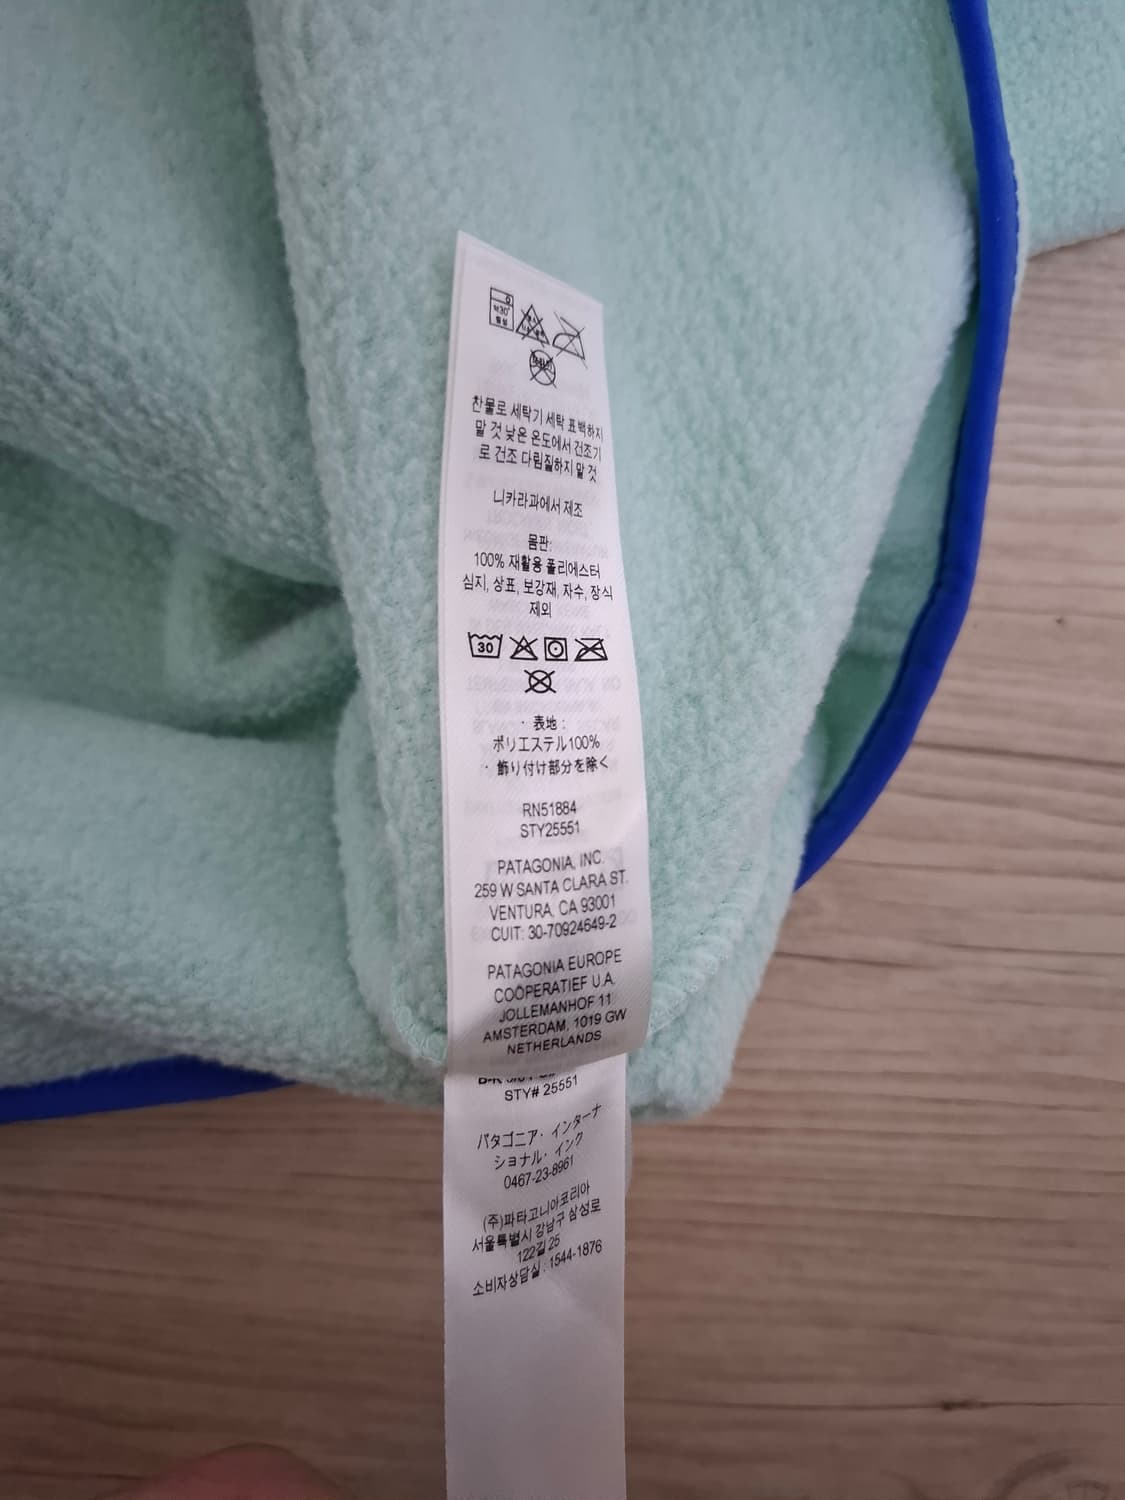 약30°
찬물로 세탁기 세탁 표백하지
말 것 낮은 온도에서 건조기
로 건조 다림질하지 말 것
니카라과에서 제조
몸판:
100% 재활용 폴리에스터
심지, 상표, 보강재, 자수, 장식
제외
30
・表地：
ポリエステル100%
・飾り付け部分を除く
RN51884
STY25551
PATAGONIA, INC.
259 W SANTA CLARA ST.
VENTURA, CA 93001
CUIT: 30-70924649-2
PATAGONIA EUROPE
COÖPERATIEF U.A.
JOLLEMANHOF 11
AMSTERDAM, 1019 GW
NETHERLANDS
STY# 25551
パタゴニア・インターナ
ショナル・インク
0467-23-8961
(주)파타고니아코리아
서울특별시 강남구 삼성로
122길 25
소비자상담실 : 1544-1876